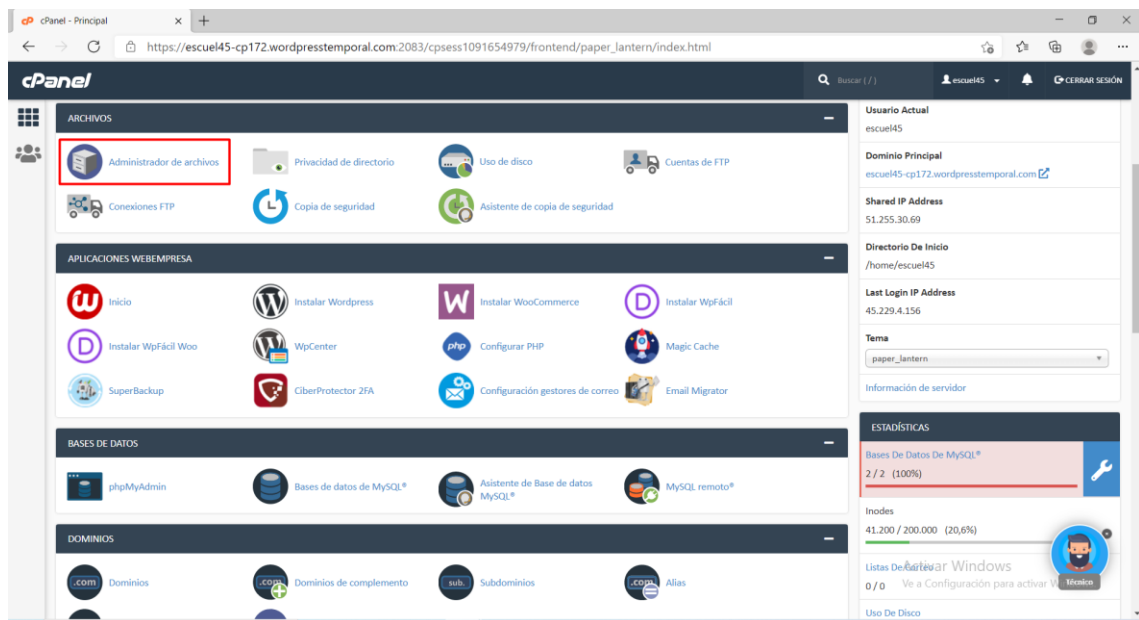 cPanel - Principal
https://escuel45-cp172.wordpresstemporal.com:2083/cpsess1091654979/frontend/paper_lantern/index.html
cPanel
Buscar ( / )
escuel45
CERRAR SESIÓN
ARCHIVOS
Administrador de archivos
Privacidad de directorio
Uso de disco
Cuentas de FTP
Conexiones FTP
Copia de seguridad
Asistente de copia de seguridad
APLICACIONES WEBEMPRESA
Inicio
Instalar Wordpress
Instalar WooCommerce
Instalar WpFácil
Instalar WpFácil Woo
WpCenter
php
Configurar PHP
Magic Cache
SuperBackup
CiberProtector 2FA
Configuración gestores de correo
Email Migrator
BASES DE DATOS
phpMyAdmin
Bases de datos de MySQL®
Asistente de Base de datos
MySQL®
MySQL remoto®
DOMINIOS
.com
Dominios
.com
Dominios de complemento
sub.
Subdominios
.com
Alias
Usuario Actual
escuel45
Dominio Principal
escuel45-cp172.wordpresstemporal.com
Shared IP Address
51.255.30.69
Directorio De Inicio
/home/escuel45
Last Login IP Address
45.229.4.156
Tema
paper_lantern
Información de servidor
ESTADÍSTICAS
Bases De Datos De MySQL®
2 / 2 (100%)
Inodes
41.200 / 200.000 (20,6%)
Listas De Correo
0 / 0
Activar Windows
Ve a Configuración para activar
Técnico
Uso De Disco